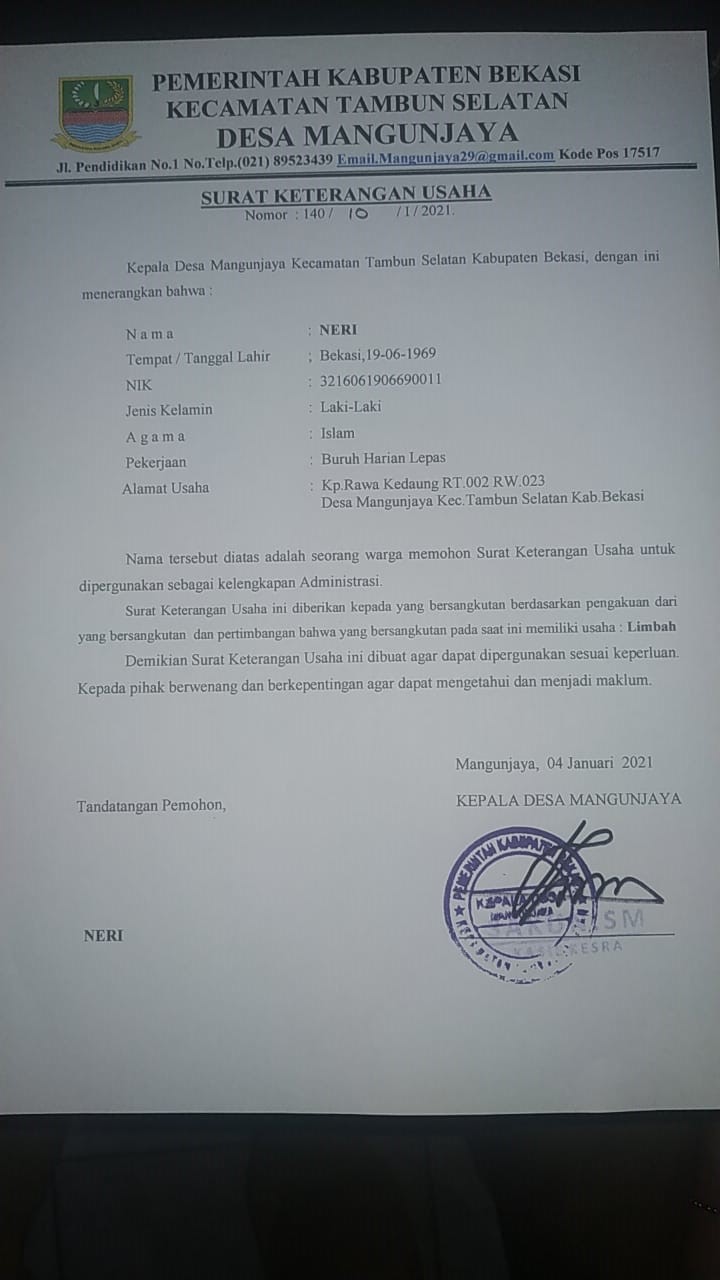 PEMERINTAH KABUPATEN BEKASI
KECAMATAN TAMBUN SELATAN
DESA MANGUNJAYA
Jl. Pendidikan No.1 No.Telp.(021) 89523439 Email.Mangunjaya29@gmail.com Kode Pos 17517
SURAT KETERANGAN USAHA
Nomor : 140 / 10 / 1 / 2021.
Kepala Desa Mangunjaya Kecamatan Tambun Selatan Kabupaten Bekasi, dengan ini
menerangkan bahwa :
N a m a : NERI
Tempat / Tanggal Lahir ; Bekasi,19-06-1969
NIK : 3216061906690011
Jenis Kelamin : Laki-Laki
A g a m a : Islam
Pekerjaan : Buruh Harian Lepas
Alamat Usaha : Kp.Rawa Kedaung RT.002 RW.023
Desa Mangunjaya Kec.Tambun Selatan Kab.Bekasi
Nama tersebut diatas adalah seorang warga memohon Surat Keterangan Usaha untuk
dipergunakan sebagai kelengkapan Administrasi.
Surat Keterangan Usaha ini diberikan kepada yang bersangkutan berdasarkan pengakuan dari
yang bersangkutan dan pertimbangan bahwa yang bersangkutan pada saat ini memiliki usaha : Limbah
Demikian Surat Keterangan Usaha ini dibuat agar dapat dipergunakan sesuai keperluan.
Kepada pihak berwenang dan berkepentingan agar dapat mengetahui dan menjadi maklum.
Mangunjaya, 04 Januari 2021
Tandatangan Pemohon,
KEPALA DESA MANGUNJAYA
PEMERINTAH KABUPATEN
KEPALA DESA
MANGUNJAYA
KECAMATAN
SM
KASIE KESRA
NERI